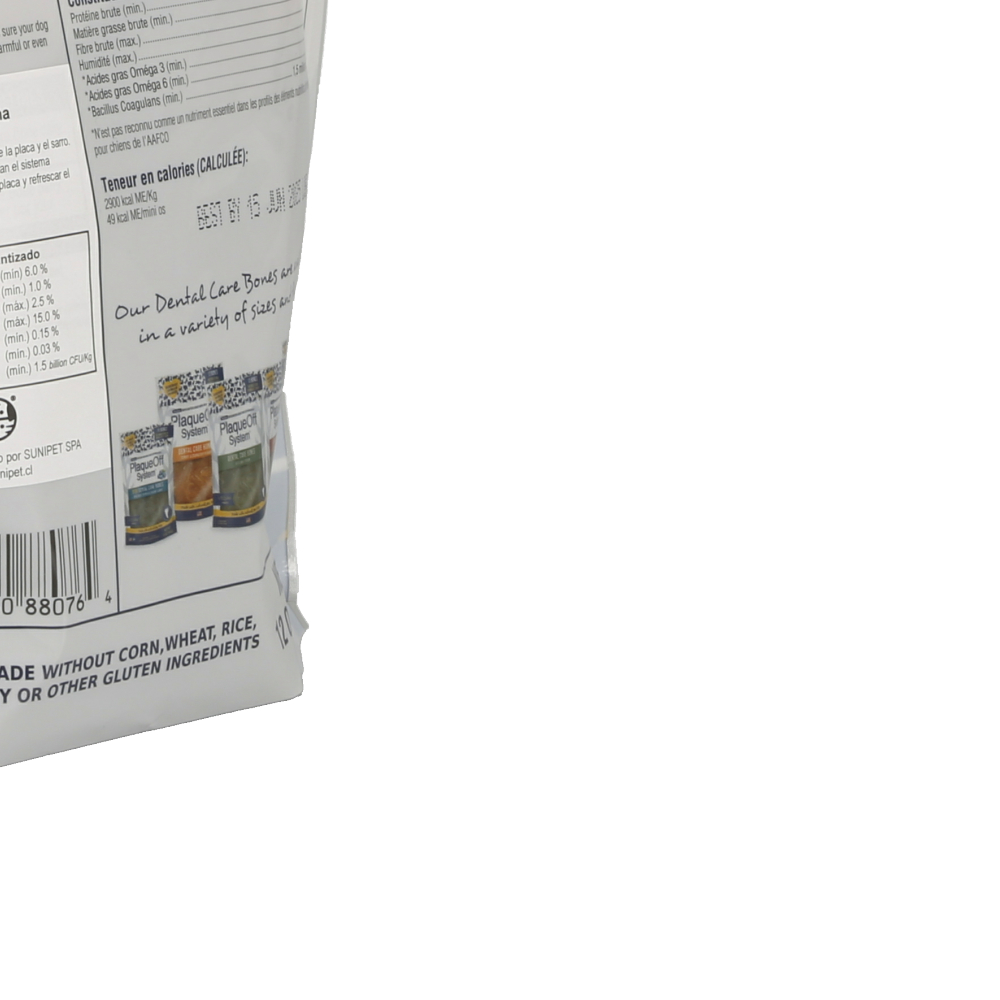 sure your dog
armful or even
Protéine brute (min.)
Matière grasse brute (min.)
Fibre brute (max.)
Humidité (max.)
*Acides gras Oméga 3 (min.)
*Acides gras Oméga 6 (min.)
*Bacillus Coagulans (min.)
*N'est pas reconnu comme un nutriment essentiel dans les profils des éléments
pour chiens de l'AAFCO
Teneur en calories (CALCULÉE):
2900 kcal ME/Kg
49 kcal ME/mini os
BEST BY 15 JUN
e la placa y el sarro.
an el sistema
placa y refrescar el
ntizado
(min) 6.0 %
(min.) 1.0 %
(máx.) 2.5 %
(máx.) 15.0 %
(min.) 0.15 %
(min.) 0.03 %
(min.) 1.5 billion CFU/Kg
o por SUNIPET SPA
nipet.cl
Our Dental Care Bones are
in a variety of sizes
PlaqueOff
System
PlaqueOff
System
PlaqueOff
System
0 88076 4
ADE WITHOUT CORN, WHEAT, RICE,
Y OR OTHER GLUTEN INGREDIENTS